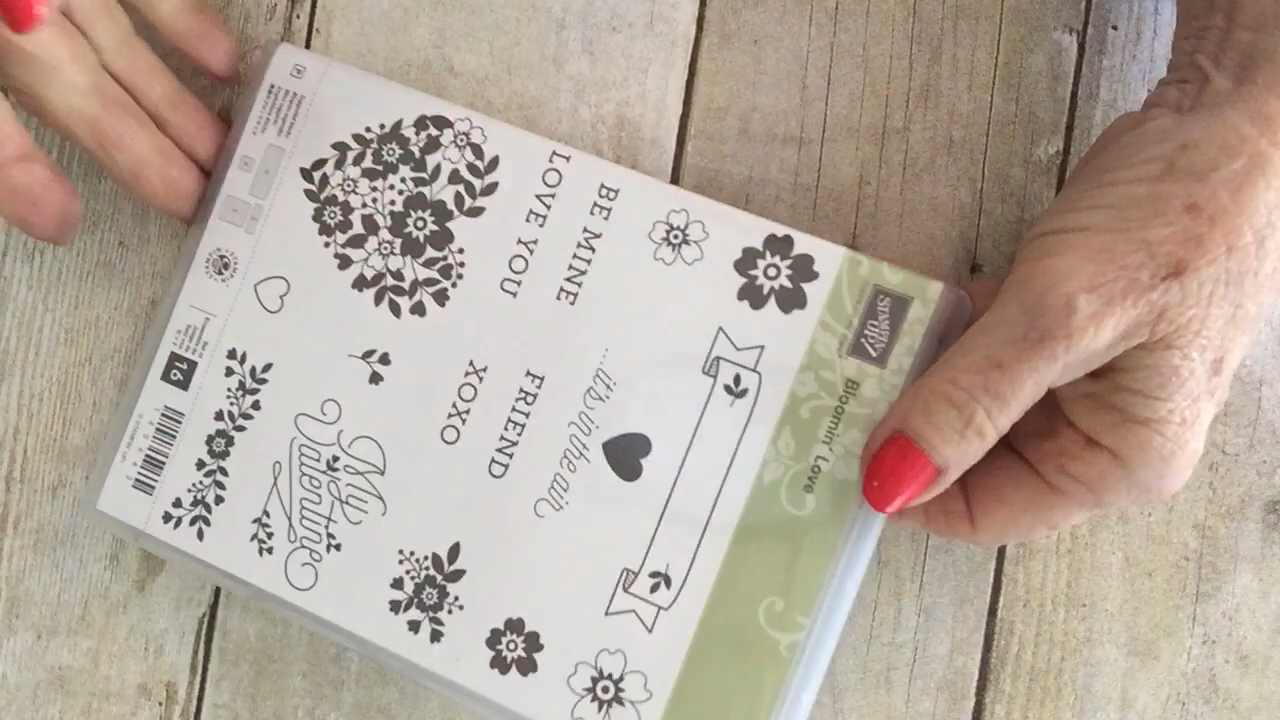 STAMPIN'
UP!
Bloomin' Love
...it's in the air
BE MINE
FRIEND
LOVE YOU
XOXO
My
Valentine
16